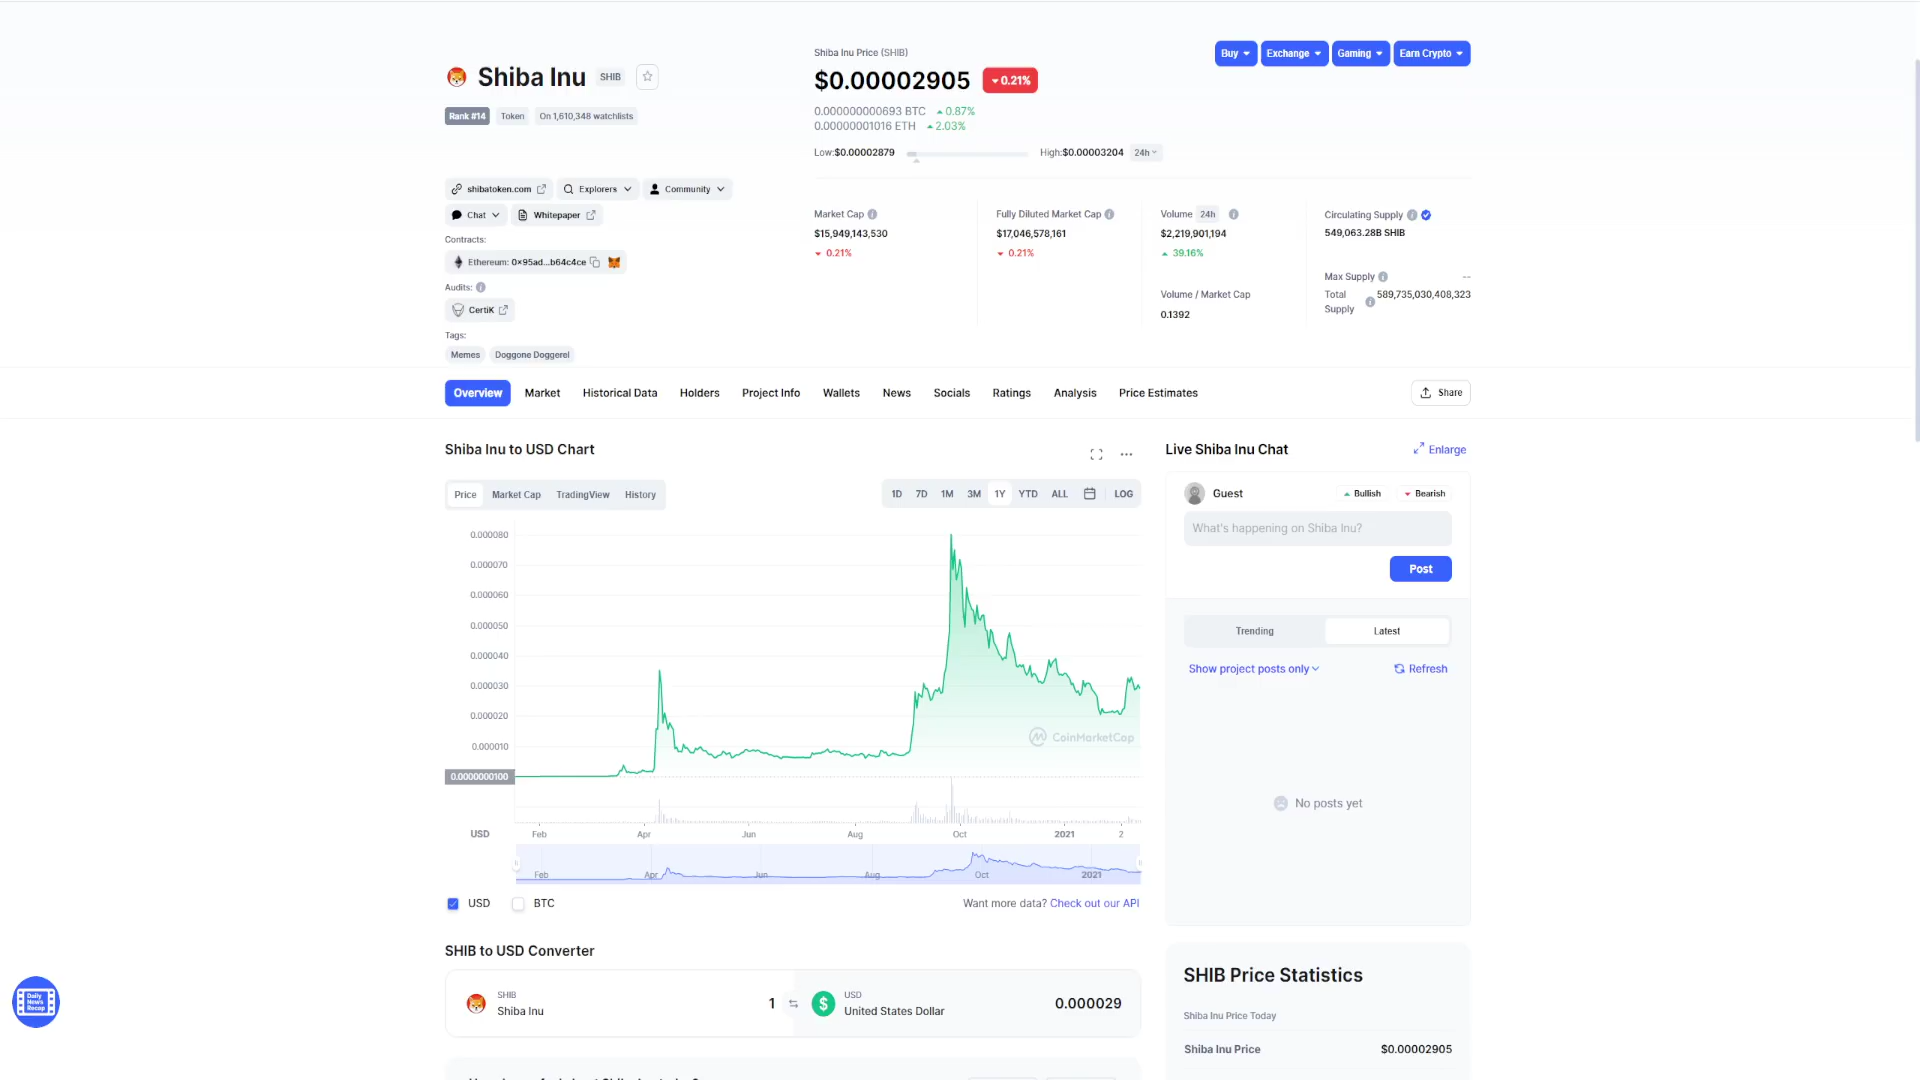 Shiba Inu SHIB
Rank #14 Token On 1,610,348 watchlists
shibatoken.com Explorers Community
Chat Whitepaper
Contracts:
Ethereum: 0x95ad...b64c4ce
Audits:
CertiK
Tags:
Memes Doggone Doggerel
Shiba Inu Price (SHIB)
$0.00002905 0.21%
0.000000000693 BTC 0.87%
0.00000001016 ETH 2.03%
Low:$0.00002879 High:$0.00003204 24h
Buy Exchange Gaming Earn Crypto
Market Cap
$15,949,143,530
0.21%
Fully Diluted Market Cap
$17,046,578,161
0.21%
Volume 24h
$2,219,901,194
39.16%
Volume / Market Cap
0.1392
Circulating Supply
549,063.28B SHIB
Max Supply --
Total Supply 589,735,030,408,323
Overview Market Historical Data Holders Project Info Wallets News Socials Ratings Analysis Price Estimates Share
Shiba Inu to USD Chart
Price Market Cap TradingView History
1D 7D 1M 3M 1Y YTD ALL LOG
0.000080
0.000070
0.000060
0.000050
0.000040
0.000030
0.000020
0.000010
0.0000000100
CoinMarketCap
USD Feb Apr Jun Aug Oct 2021 2
Feb Apr Jun Aug Oct 2021
USD BTC
Want more data? Check out our API
Live Shiba Inu Chat Enlarge
Guest Bullish Bearish
What's happening on Shiba Inu?
Post
Trending Latest
Show project posts only Refresh
No posts yet
SHIB to USD Converter
SHIB
Shiba Inu 1
USD
United States Dollar 0.000029
SHIB Price Statistics
Shiba Inu Price Today
Shiba Inu Price $0.00002905
Daily
News
Recap